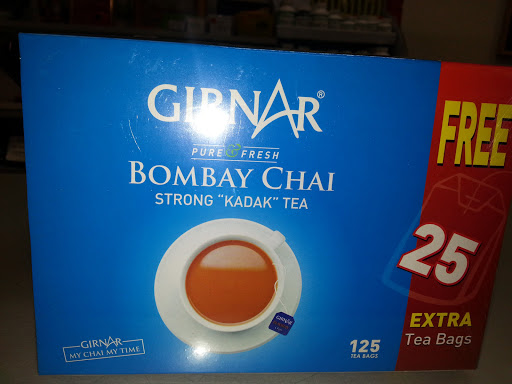 GIRNAR®
PURE FRESH
BOMBAY CHAI
STRONG "KADAK" TEA
GIRNAR
GIRNAR
MY CHAI MY TIME
125
TEA BAGS
FREE
25
EXTRA
Tea Bags